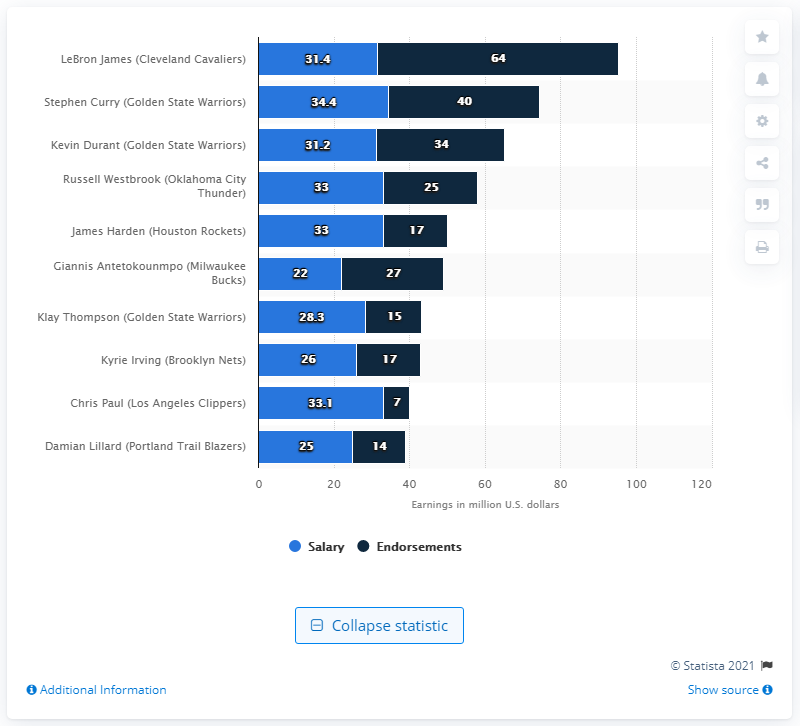 LeBron James (Cleveland Cavaliers) 31.4 64
Stephen Curry (Golden State Warriors) 34.4 40
Kevin Durant (Golden State Warriors) 31.2 34
Russell Westbrook (Oklahoma City
Thunder) 33 25
James Harden (Houston Rockets) 33 17
Giannis Antetokounmpo (Milwaukee
Bucks) 22 27
Klay Thompson (Golden State Warriors) 28.3 15
Kyrie Irving (Brooklyn Nets) 26 17
Chris Paul (Los Angeles Clippers) 33.1 7
Damian Lillard (Portland Trail Blazers) 25 14
0 20 40 60 80 100 120
Earnings in million U.S. dollars
Salary Endorsements
Collapse statistic
© Statista 2021
Additional Information Show source